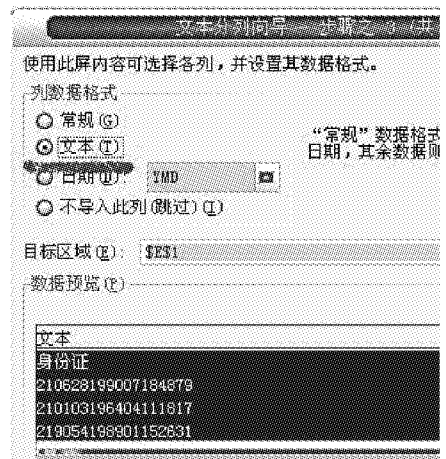 文本分列向导 - 步骤之 3 (共
使用此屏内容可选择各列，并设置其数据格式。
列数据格式
常规(G)
文本(T)
日期(D): YMD
不导入此列(跳过)(I)
“常规”数据格式
日期，其余数据则
目标区域(E): $E$1
数据预览(P)
文本
身份证
210628199007184879
210103196404111817
219054198901152631